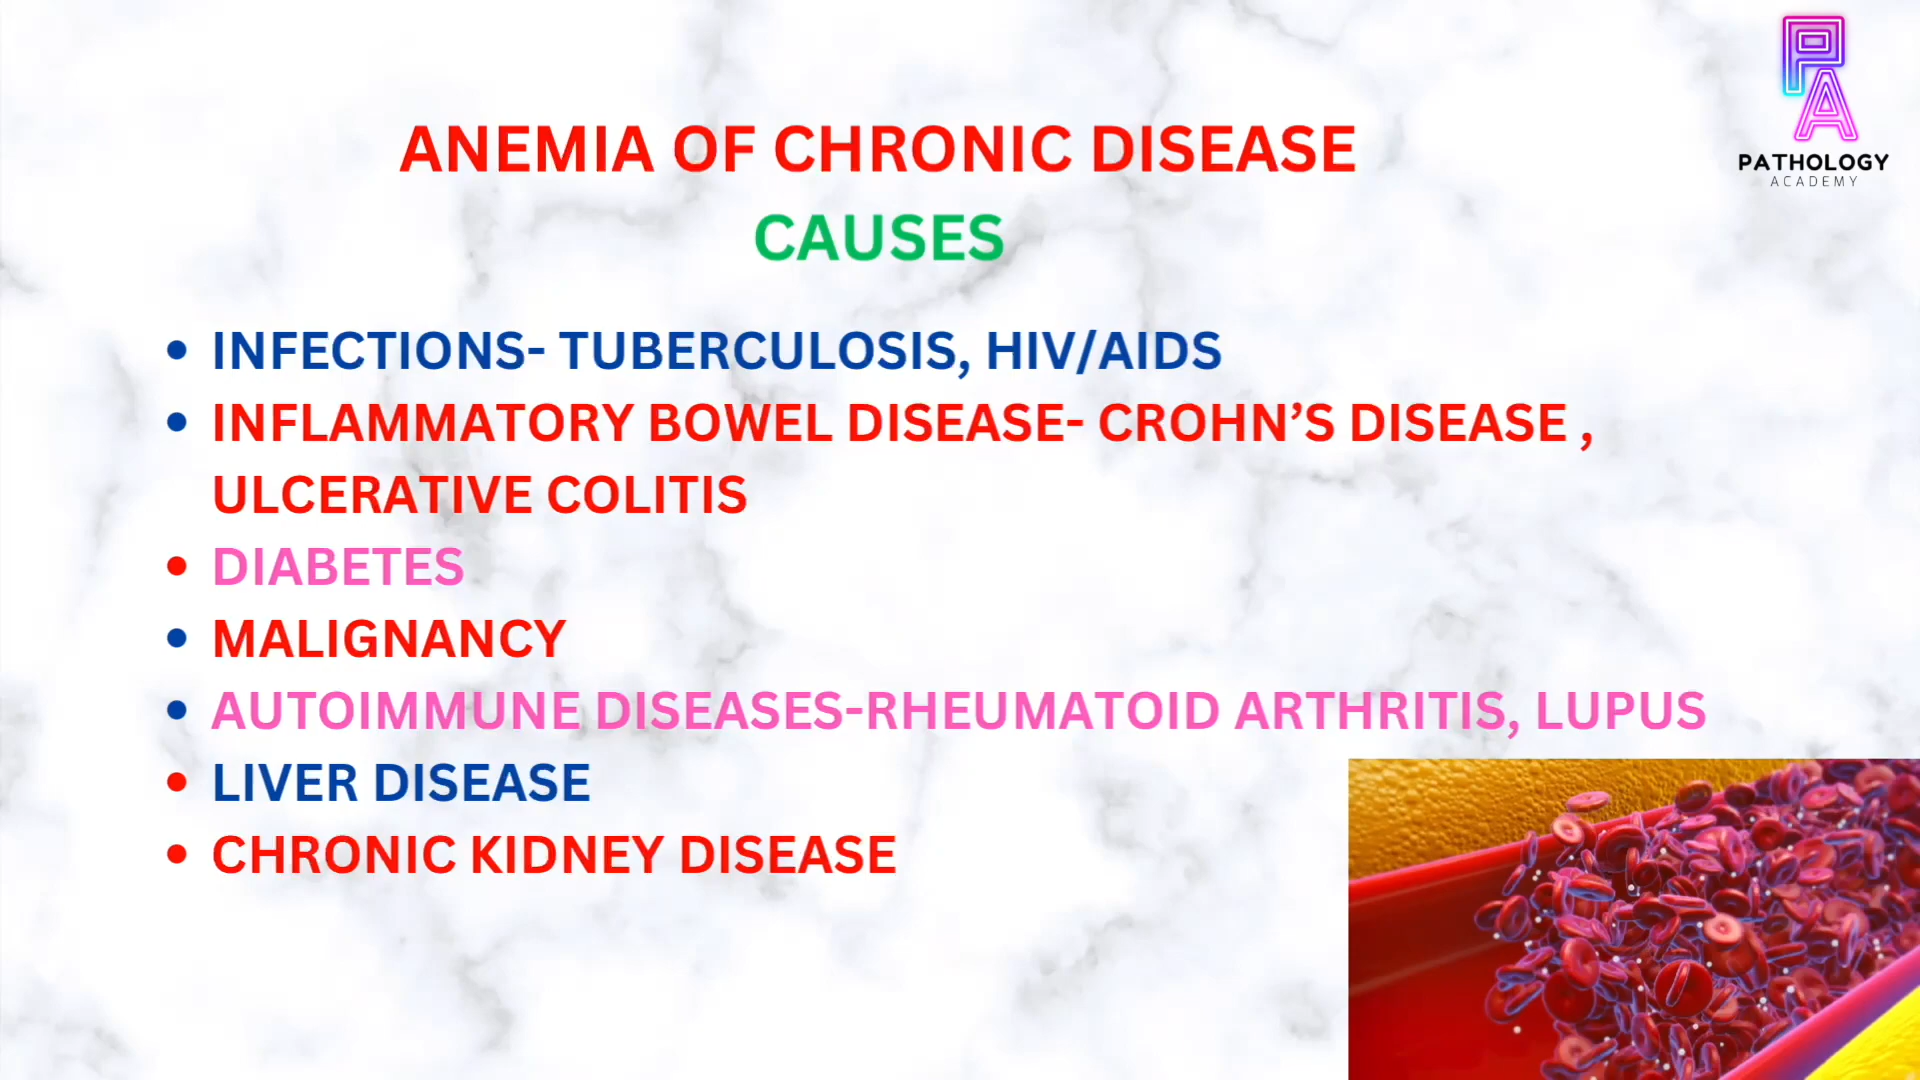 PA
PATHOLOGY
ACADEMY
ANEMIA OF CHRONIC DISEASE
CAUSES
• INFECTIONS- TUBERCULOSIS, HIV/AIDS
• INFLAMMATORY BOWEL DISEASE- CROHN’S DISEASE ,
ULCERATIVE COLITIS
• DIABETES
• MALIGNANCY
• AUTOIMMUNE DISEASES-RHEUMATOID ARTHRITIS, LUPUS
• LIVER DISEASE
• CHRONIC KIDNEY DISEASE